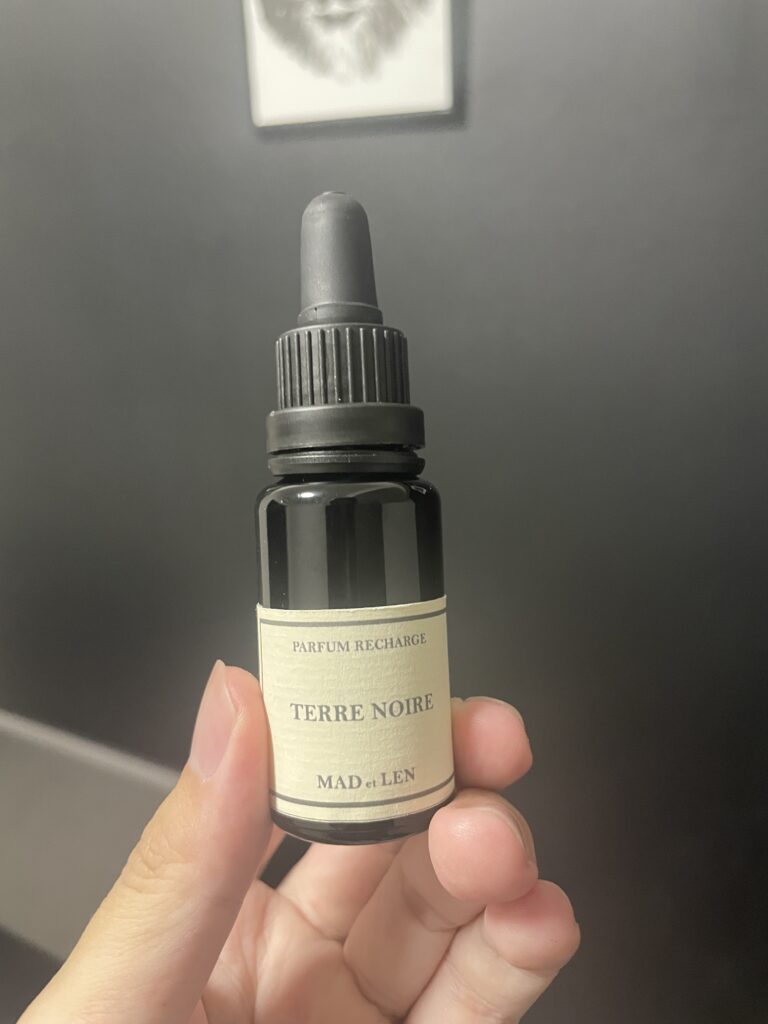 PARFUM RECHARGE
TERRE NOIRE
MAD et LEN